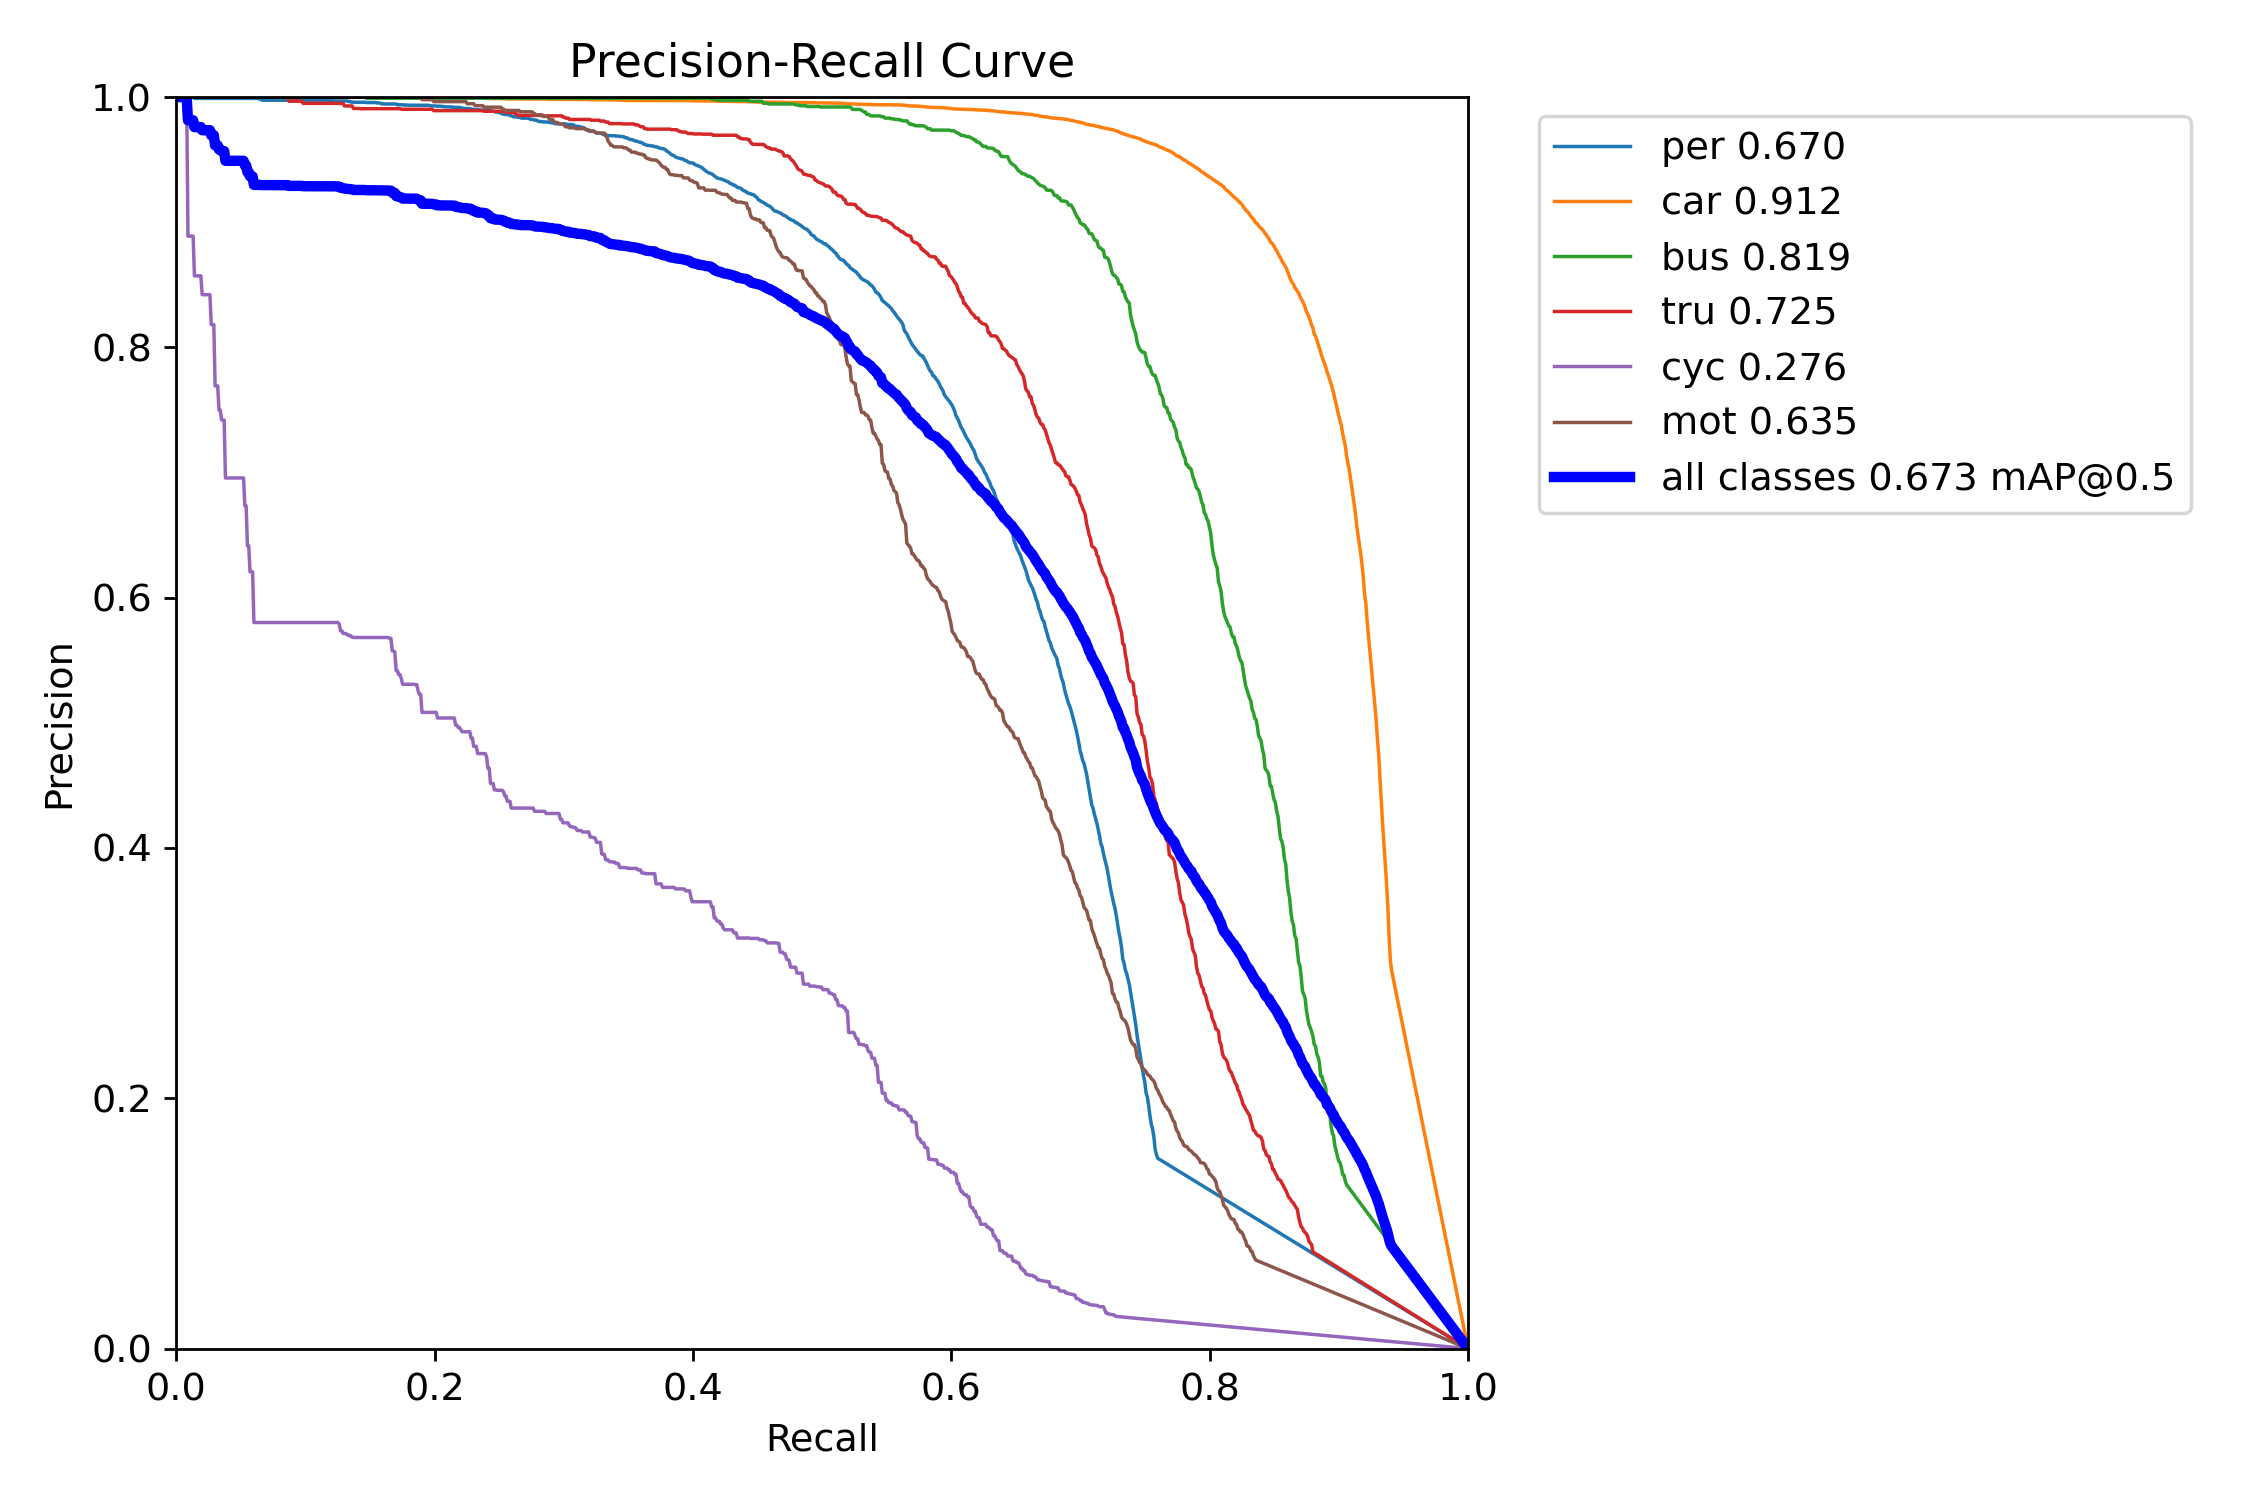 Precision-Recall Curve
1.0
0.8
0.6
0.4
0.2
0.0
Precision
0.0 0.2 0.4 0.6 0.8 1.0
Recall
per 0.670
car 0.912
bus 0.819
tru 0.725
cyc 0.276
mot 0.635
all classes 0.673 mAP@0.5